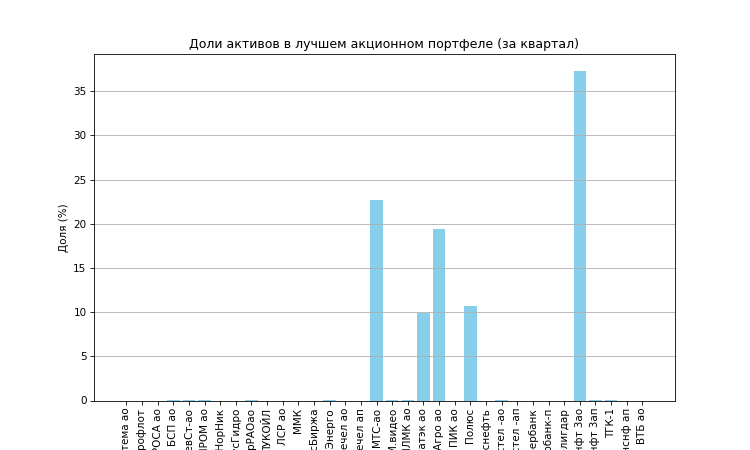 Доли активов в лучшем акционном портфеле (за квартал)
Доля (%)
35
30
25
20
15
10
5
0
тема ао
рофлот
РОСА ао
БСП ао
евСт-ао
ПРОМ ао
НорНик
сГидро
рРАОао
ЛУКОЙЛ
ЛСР ао
ММК
сБиржа
Энерго
ечел ао
ечел ап
МТС-ао
М.видео
ЛМК ао
атэк ао
Агро ао
ПИК ао
Полюс
снефть
стел -ао
стел -ап
ербанк
рбанк-п
лигдар
нфт 3ао
нфт 3ап
ТГК-1
нснф ап
ВТБ ао